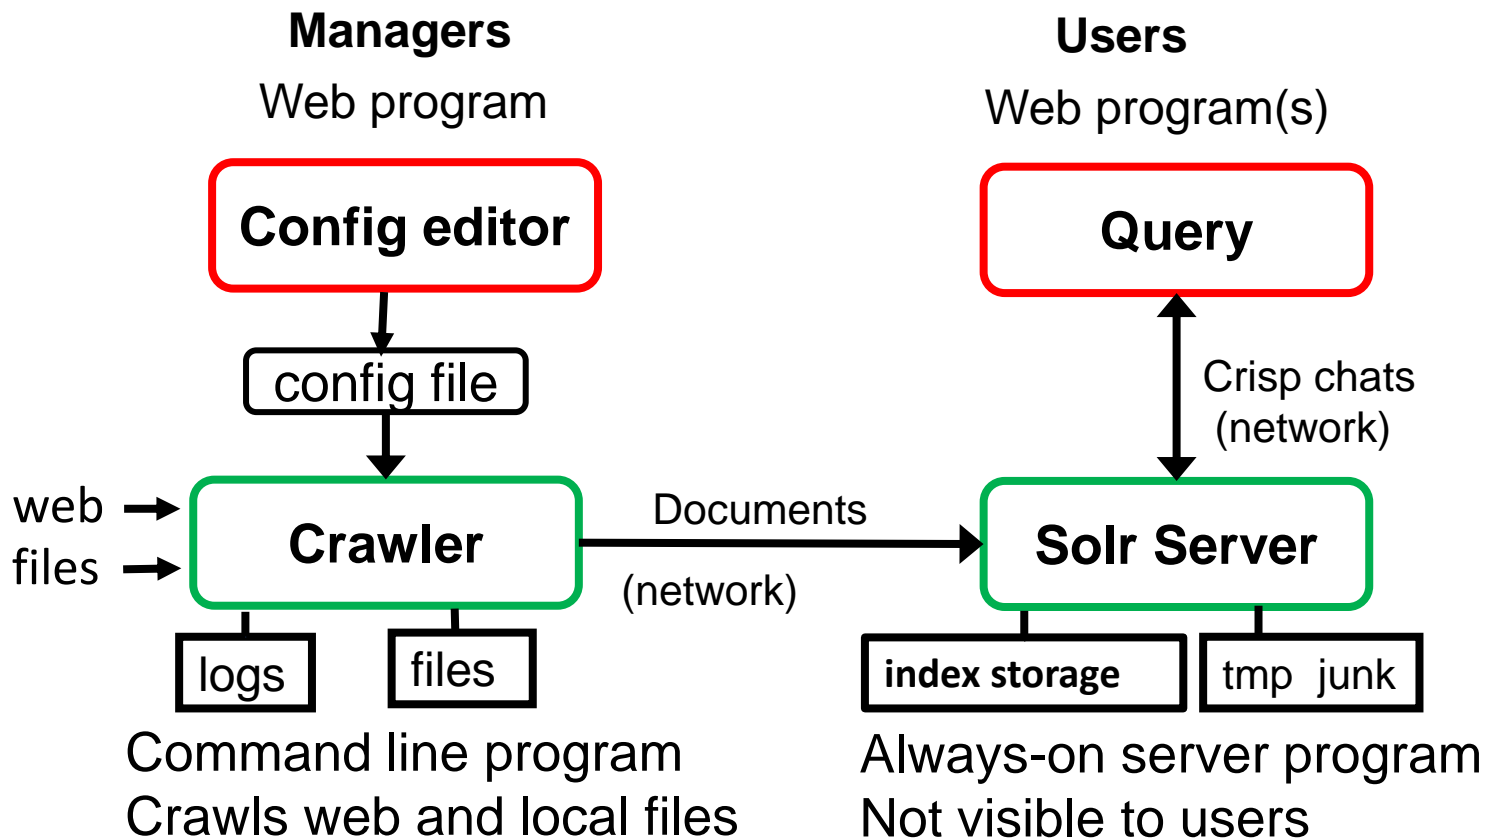 Managers
Web program
Config editor
config file
web
files
Crawler
logs
files
Command line program
Crawls web and local files
Documents
(network)
Users
Web program(s)
Query
Crisp chats
(network)
Solr Server
index storage
tmp junk
Always-on server program
Not visible to users